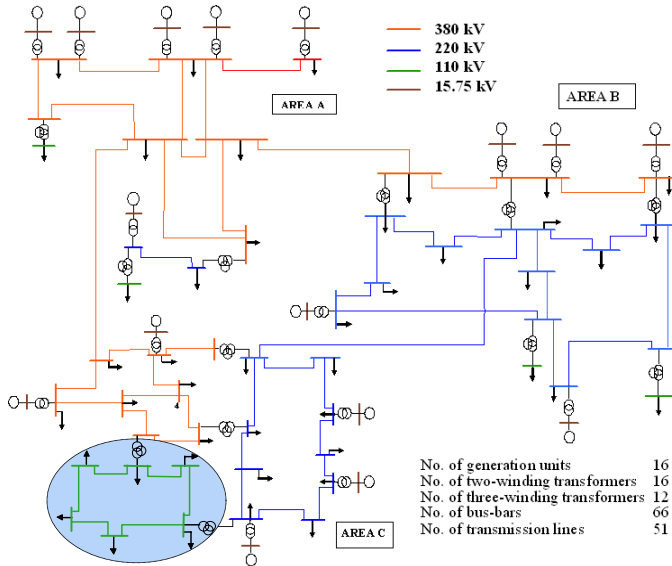 380 kV
220 kV
110 kV
15.75 kV
AREA A
AREA B
No. of generation units 16
No. of two-winding transformers 16
No. of three-winding transformers 12
No. of bus-bars 66
No. of transmission lines 51
AREA C